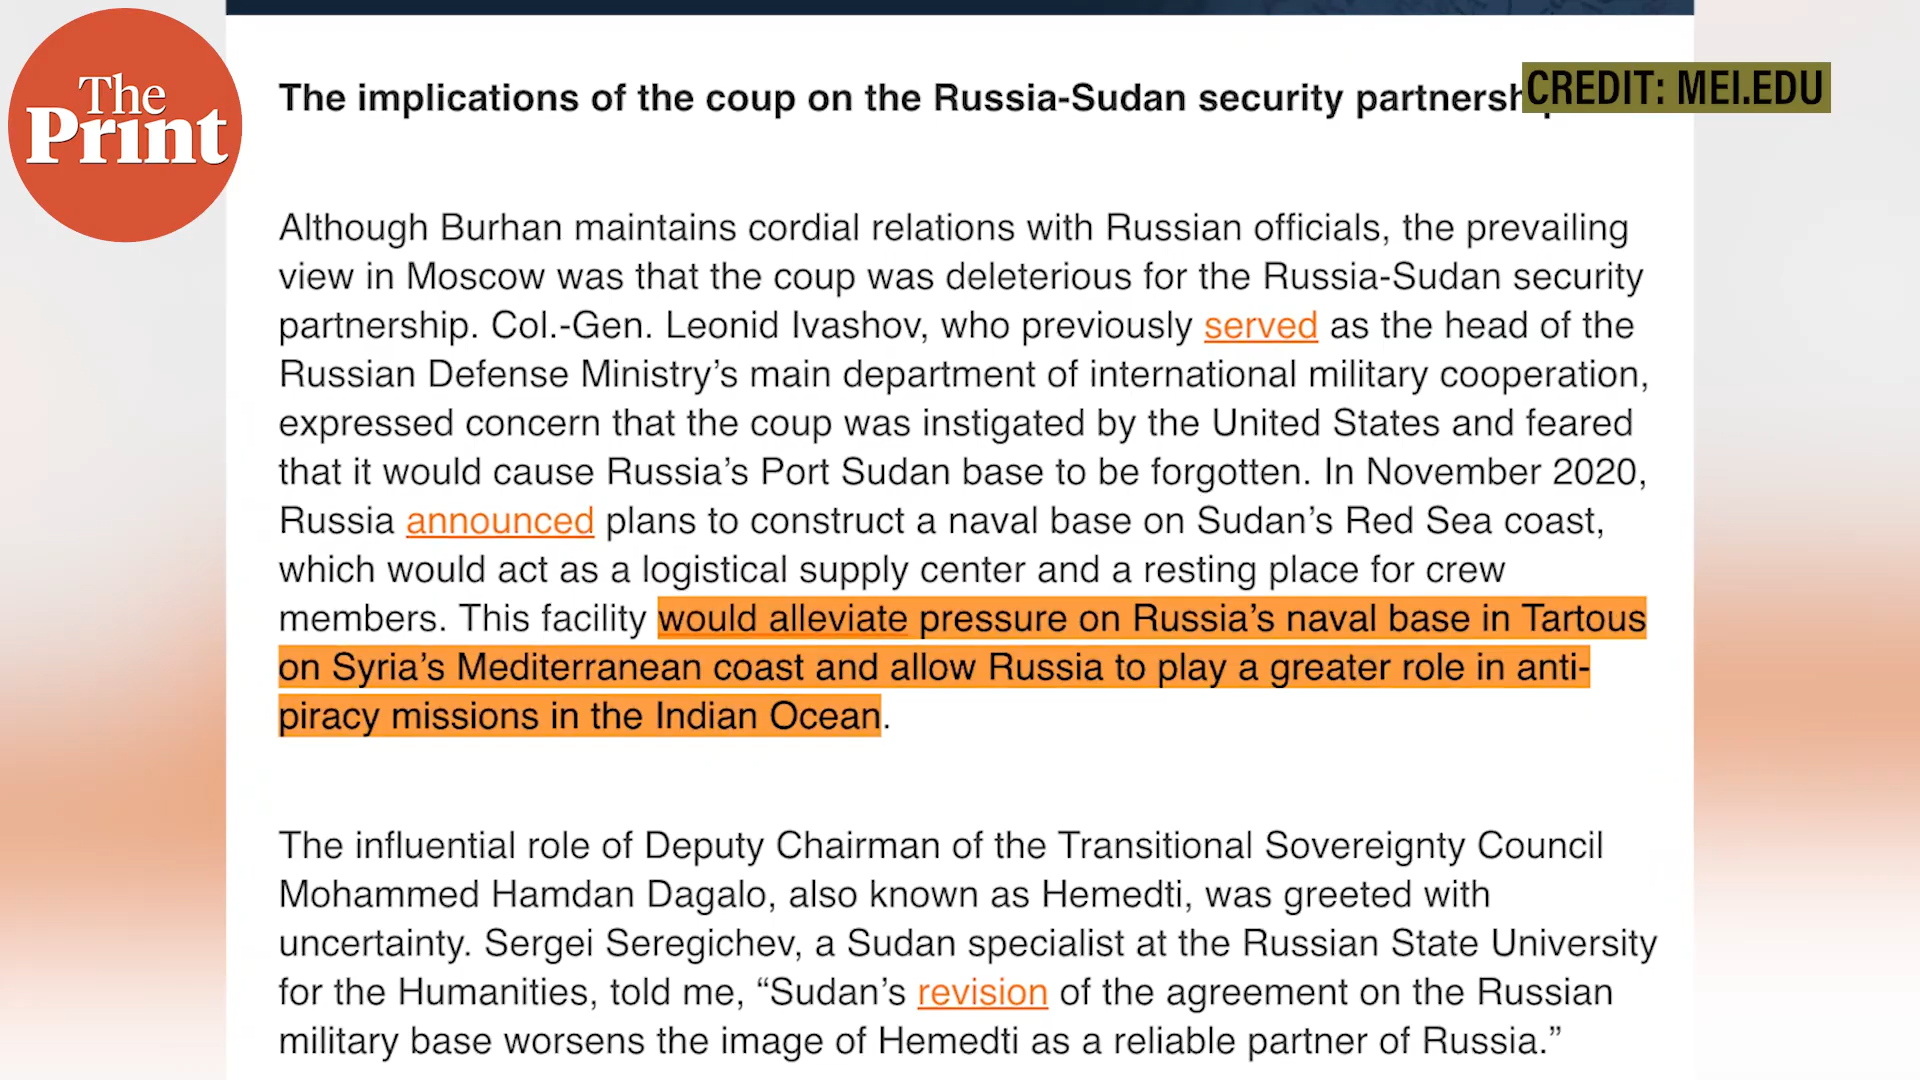 The
Print
CREDIT: MEI.EDU
The implications of the coup on the Russia-Sudan security
Although Burhan maintains cordial relations with Russian officials, the prevailing
view in Moscow was that the coup was deleterious for the Russia-Sudan security
partnership. Col.-Gen. Leonid Ivashov, who previously served as the head of the
Russian Defense Ministry’s main department of international military cooperation,
expressed concern that the coup was instigated by the United States and feared
that it would cause Russia’s Port Sudan base to be forgotten. In November 2020,
Russia announced plans to construct a naval base on Sudan’s Red Sea coast,
which would act as a logistical supply center and a resting place for crew
members. This facility would alleviate pressure on Russia’s naval base in Tartous
on Syria’s Mediterranean coast and allow Russia to play a greater role in anti-
piracy missions in the Indian Ocean.
The influential role of Deputy Chairman of the Transitional Sovereignty Council
Mohammed Hamdan Dagalo, also known as Hemedti, was greeted with
uncertainty. Sergei Seregichev, a Sudan specialist at the Russian State University
for the Humanities, told me, “Sudan’s revision of the agreement on the Russian
military base worsens the image of Hemedti as a reliable partner of Russia.”